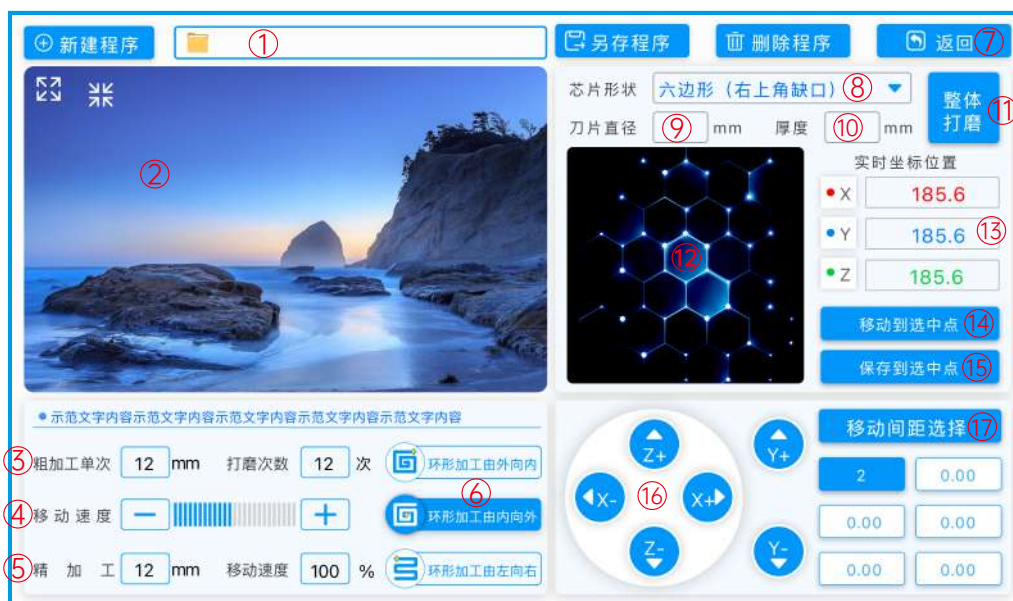 新建程序 ① 另存程序 删除程序 返回 ⑦
芯片形状 六边形（右上角缺口） ⑧ 整体打磨 ⑪
刀片直径 ⑨ mm 厚度 ⑩ mm
② ⑫
实时坐标位置
X 185.6
Y 185.6 ⑬
Z 185.6
移动到选中点 ⑭
保存到选中点 ⑮
示范文字内容示范文字内容示范文字内容示范文字内容示范文字内容
③ 粗加工单次 12 mm 打磨次数 12 次 环形加工由外向内
④ 移动速度 − + ⑥ 环形加工由内向外
⑤ 精加工 12 mm 移动速度 100 % 环形加工由左向右
Z+ Y+
X- ⑯ X+
Z- Y-
移动间距选择 ⑰
2 0.00
0.00 0.00
0.00 0.00